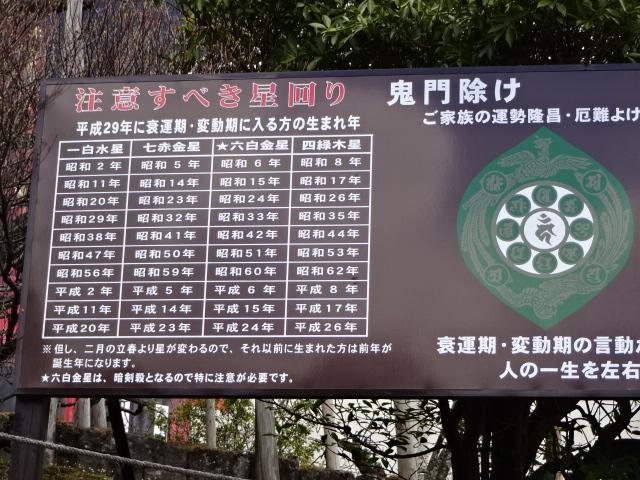 注意すべき星回り
平成29年に衰運期・変動期に入る方の生まれ年
一白水星 七赤金星 ★六白金星 四緑木星
昭和2年 昭和5年 昭和6年 昭和8年
昭和11年 昭和14年 昭和15年 昭和17年
昭和20年 昭和23年 昭和24年 昭和26年
昭和29年 昭和32年 昭和33年 昭和35年
昭和38年 昭和41年 昭和42年 昭和44年
昭和47年 昭和50年 昭和51年 昭和53年
昭和56年 昭和59年 昭和60年 昭和62年
平成2年 平成5年 平成6年 平成8年
平成11年 平成14年 平成15年 平成17年
平成20年 平成23年 平成24年 平成26年
※但し、二月の立春より星が変わるので、それ以前に生まれた方は前年が
誕生年になります。
★六白金星は、暗剣殺となるので特に注意が必要です。
鬼門除け
ご家族の運勢隆昌・厄難よけ
衰運期・変動期の言動が
人の一生を左右